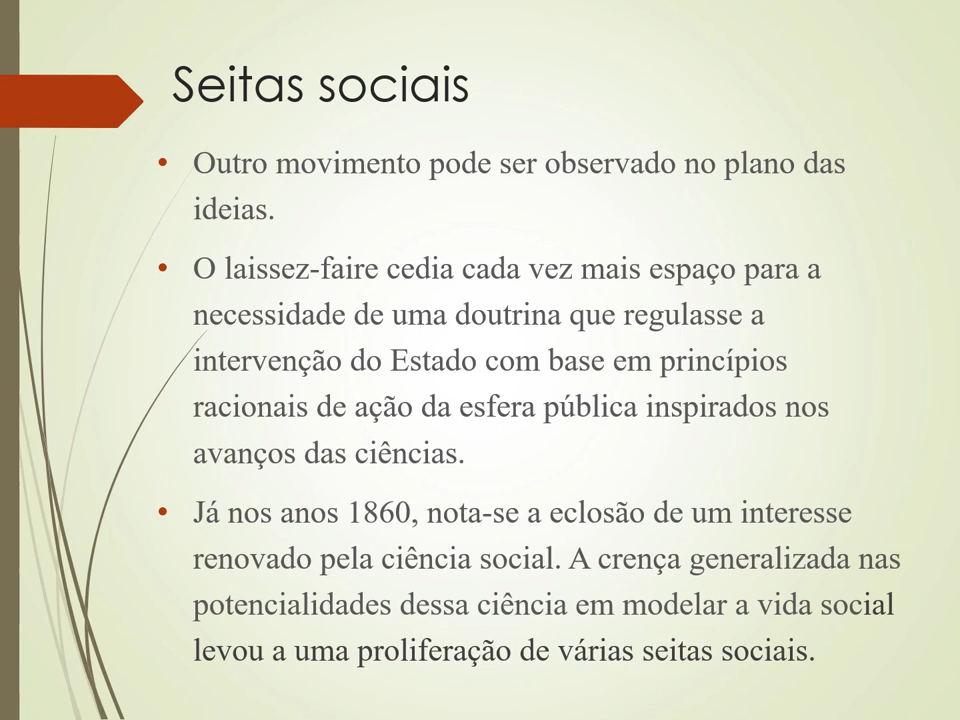 Seitas sociais
• Outro movimento pode ser observado no plano das
ideias.
• O laissez-faire cedia cada vez mais espaço para a
necessidade de uma doutrina que regulasse a
intervenção do Estado com base em princípios
racionais de ação da esfera pública inspirados nos
avanços das ciências.
• Já nos anos 1860, nota-se a eclosão de um interesse
renovado pela ciência social. A crença generalizada nas
potencialidades dessa ciência em modelar a vida social
levou a uma proliferação de várias seitas sociais.